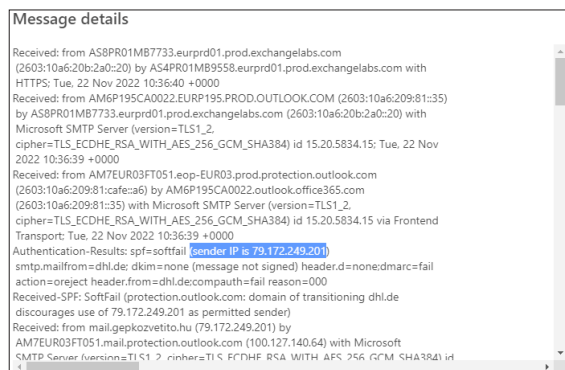 Message details
Received: from AS8PR01MB7733.eurprd01.prod.exchangelabs.com
(2603:10a6:20b:2a0::20) by AS4PR01MB9558.eurprd01.prod.exchangelabs.com with
HTTPS; Tue, 22 Nov 2022 10:36:40 +0000
Received: from AM6P195CA0022.EURP195.PROD.OUTLOOK.COM (2603:10a6:209:81::35)
by AS8PR01MB7733.eurprd01.prod.exchangelabs.com (2603:10a6:20b:2a0::20) with
Microsoft SMTP Server (version=TLS1_2,
cipher=TLS_ECDHE_RSA_WITH_AES_256_GCM_SHA384) id 15.20.5834.15; Tue, 22 Nov
2022 10:36:39 +0000
Received: from AM7EUR03FT051.eop-EUR03.prod.protection.outlook.com
(2603:10a6:209:81:cafe::a6) by AM6P195CA0022.outlook.office365.com
(2603:10a6:209:81::35) with Microsoft SMTP Server (version=TLS1_2,
cipher=TLS_ECDHE_RSA_WITH_AES_256_GCM_SHA384) id 15.20.5834.15 via Frontend
Transport; Tue, 22 Nov 2022 10:36:39 +0000
Authentication-Results: spf=softfail (sender IP is 79.172.249.201)
smtp.mailfrom=dhl.de; dkim=none (message not signed) header.d=none;dmarc=fail
action=oreject header.from=dhl.de;compauth=fail reason=000
Received-SPF: SoftFail (protection.outlook.com: domain of transitioning dhl.de
discourages use of 79.172.249.201 as permitted sender)
Received: from mail.gepkozvetito.hu (79.172.249.201) by
AM7EUR03FT051.mail.protection.outlook.com (100.127.140.64) with Microsoft
SMTP Server (version=TLS1_2, cipher=TLS_ECDHE_RSA_WITH_AES_256_GCM_SHA384) id